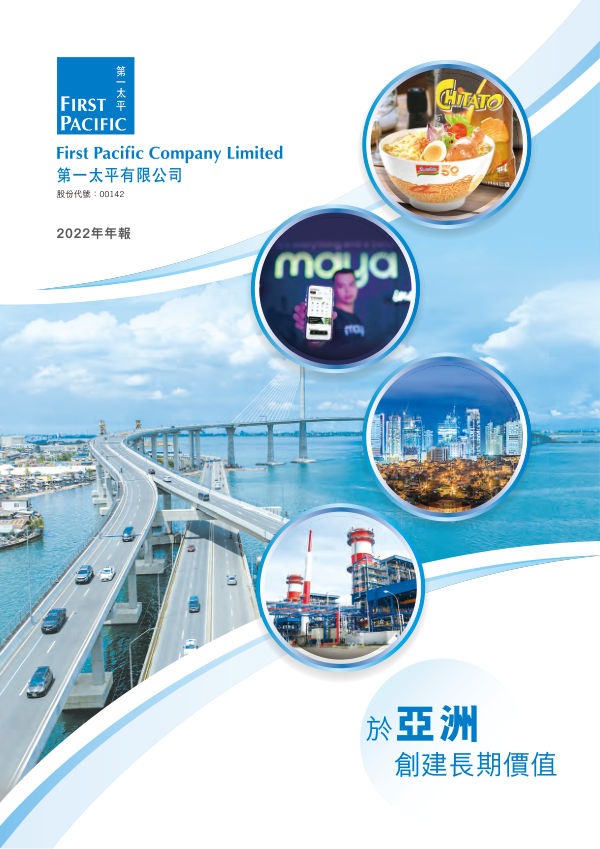 第一太平
FIRST
PACIFIC
First Pacific Company Limited
第一太平有限公司
股份代號：00142
2022年年報
CHITATO
Indomie
50
maya
於亞洲
創建長期價值